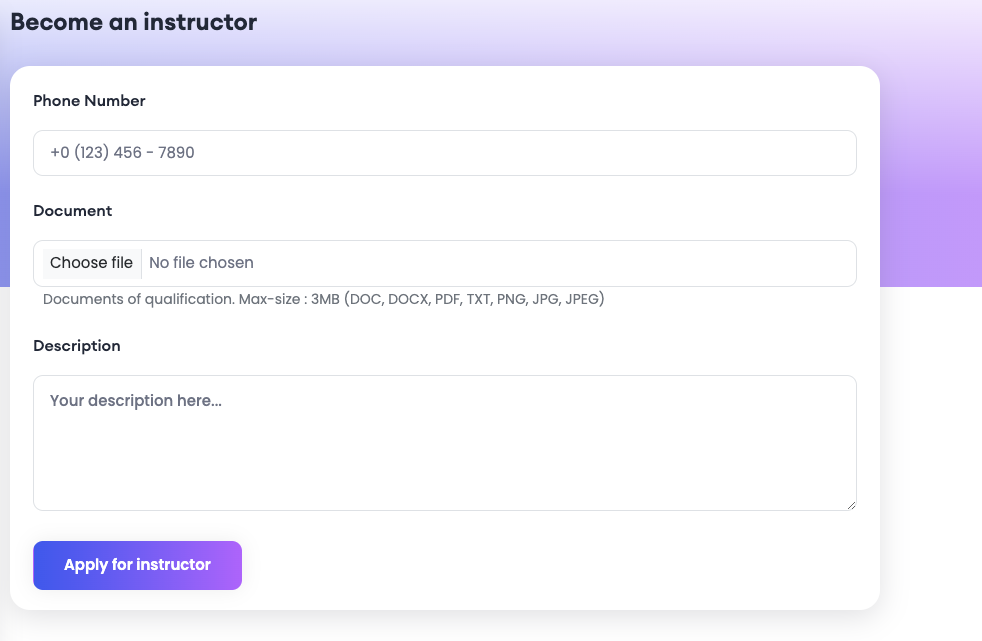 Become an instructor
Phone Number
+0 (123) 456 - 7890
Document
Choose file No file chosen
Documents of qualification. Max-size : 3MB (DOC, DOCX, PDF, TXT, PNG, JPG, JPEG)
Description
Your description here...
Apply for instructor